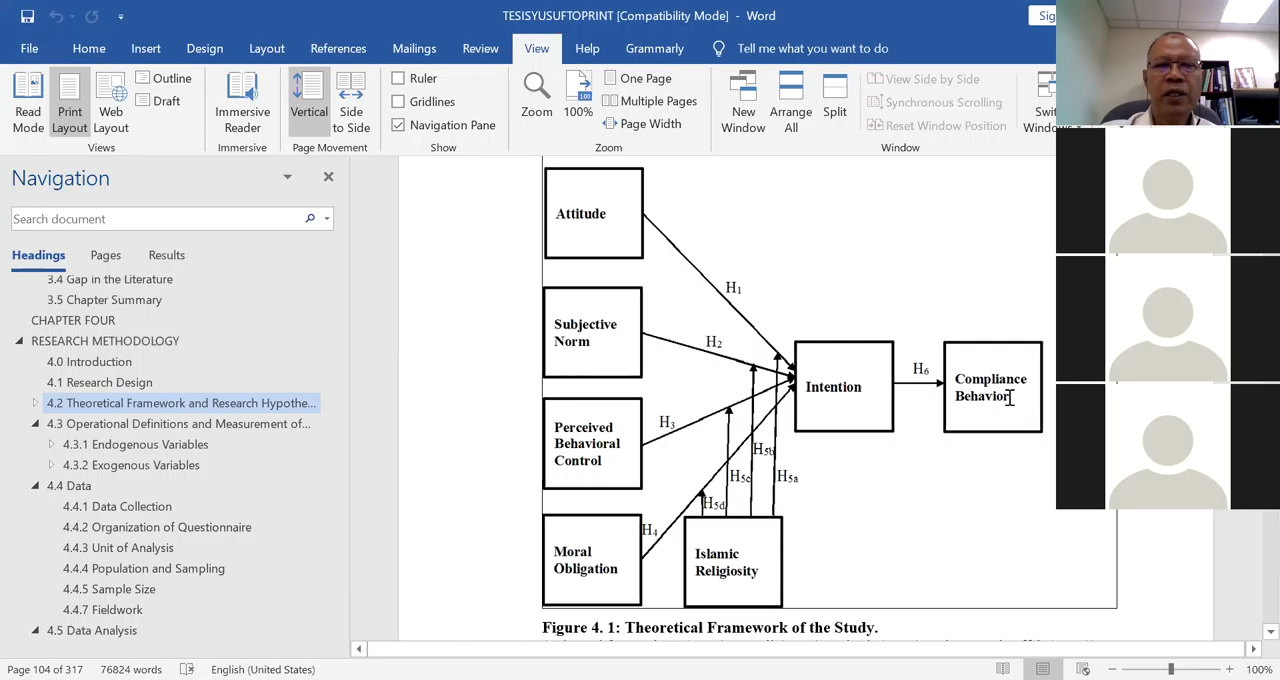 TESISYUSUFTOPRINT [Compatibility Mode] - Word
Sig
File Home Insert Design Layout References Mailings Review View Help Grammarly Tell me what you want to do
Read Mode
Print Layout
Web Layout
Outline
Draft
Views
Immersive Reader
Immersive
Vertical
Side to Side
Page Movement
Ruler
Gridlines
Navigation Pane
Show
Zoom
100%
One Page
Multiple Pages
Page Width
Zoom
New Window
Arrange All
Split
View Side by Side
Synchronous Scrolling
Reset Window Position
Window
Navigation
Search document
Headings Pages Results
3.4 Gap in the Literature
3.5 Chapter Summary
CHAPTER FOUR
RESEARCH METHODOLOGY
4.0 Introduction
4.1 Research Design
4.2 Theoretical Framework and Research Hypothe...
4.3 Operational Definitions and Measurement of...
4.3.1 Endogenous Variables
4.3.2 Exogenous Variables
4.4 Data
4.4.1 Data Collection
4.4.2 Organization of Questionnaire
4.4.3 Unit of Analysis
4.4.4 Population and Sampling
4.4.5 Sample Size
4.4.7 Fieldwork
4.5 Data Analysis
Attitude
H1
Subjective
Norm
H2
Perceived
Behavioral
Control
H3
Moral
Obligation
H4
Islamic
Religiosity
H5d
H5c
H5b
H5a
Intention
H6
Compliance
Behavior
Figure 4. 1: Theoretical Framework of the Study.
Page 104 of 317 76824 words English (United States) 100%